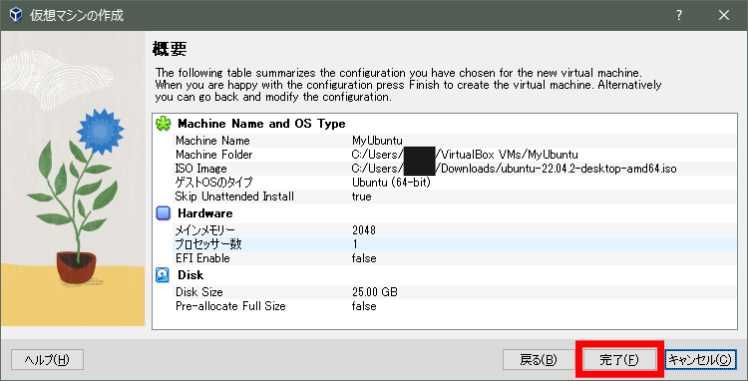 仮想マシンの作成
?
概要
The following table summarizes the configuration you have chosen for the new virtual machine.
When you are happy with the configuration press Finish to create the virtual machine. Alternatively
you can go back and modify the configuration.
Machine Name and OS Type
Machine Name MyUbuntu
Machine Folder C:/Users/ /VirtualBox VMs/MyUbuntu
ISO Image C:/Users/ /Downloads/ubuntu-22.04.2-desktop-amd64.iso
ゲストOSのタイプ Ubuntu (64-bit)
Skip Unattended Install true
Hardware
メインメモリー 2048
プロセッサー数 1
EFI Enable false
Disk
Disk Size 25.00 GB
Pre-allocate Full Size false
ヘルプ(H) 戻る(B) 完了(F) キャンセル(C)